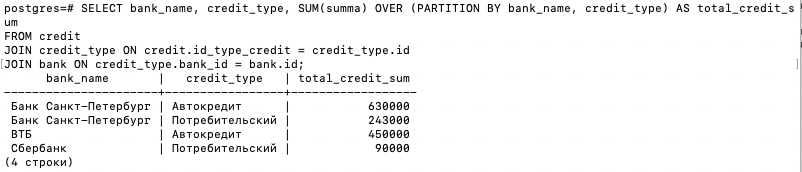 postgres=# SELECT bank_name, credit_type, SUM(summa) OVER (PARTITION BY bank_name, credit_type) AS total_credit_s
um
FROM credit
JOIN credit_type ON credit.id_type_credit = credit_type.id
[JOIN bank ON credit_type.bank_id = bank.id; ]
bank_name | credit_type | total_credit_sum
----------------------+----------------+------------------
Банк Санкт-Петербург | Автокредит | 630000
Банк Санкт-Петербург | Потребительский | 243000
ВТБ | Автокредит | 450000
Сбербанк | Потребительский | 90000
(4 строки)